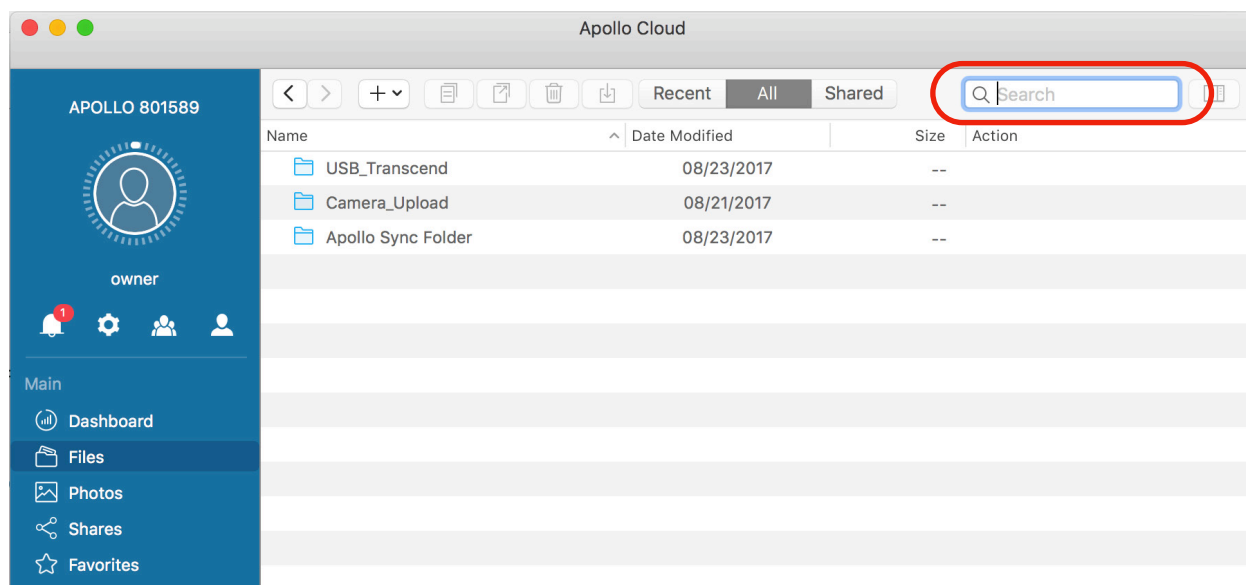 Apollo Cloud
APOLLO 801589
owner
1
Main
Dashboard
Files
Photos
Shares
Favorites
Recent All Shared
Search
Name Date Modified Size Action
USB_Transcend 08/23/2017 --
Camera_Upload 08/21/2017 --
Apollo Sync Folder 08/23/2017 --